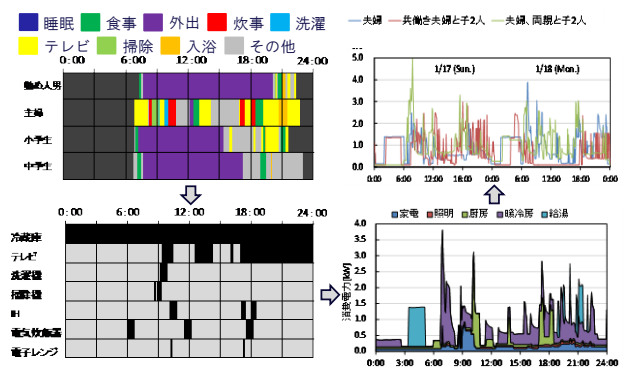 睡眠 食事 外出 炊事 洗濯
テレビ 掃除 入浴 その他
0:00 6:00 12:00 18:00 24:00
勤め人男
主婦
小学生
中学生
0:00 6:00 12:00 18:00 24:00
冷蔵庫
テレビ
洗濯機
掃除機
IH
電気炊飯器
電子レンジ
夫婦 共働き夫婦と子2人 夫婦、両親と子2人
1/17 (Sun.) 1/18 (Mon.)
5.0
4.0
3.0
2.0
1.0
0.0
0:00 6:00 12:00 18:00 0:00 6:00 12:00 18:00 0:00
家電 照明 厨房 暖冷房 給湯
消費電力[kW]
4.0
3.5
3.0
2.5
2.0
1.5
1.0
0.5
0.0
0:00 6:00 12:00 18:00 24:00